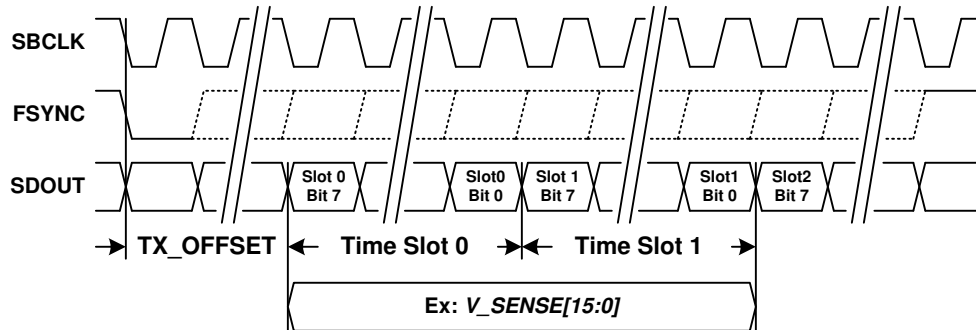 SBCLK
FSYNC
SDOUT
Slot 0
Bit 7
Slot0
Bit 0
Slot 1
Bit 7
Slot1
Bit 0
Slot2
Bit 7
TX_OFFSET
Time Slot 0
Time Slot 1
Ex: V_SENSE[15:0]